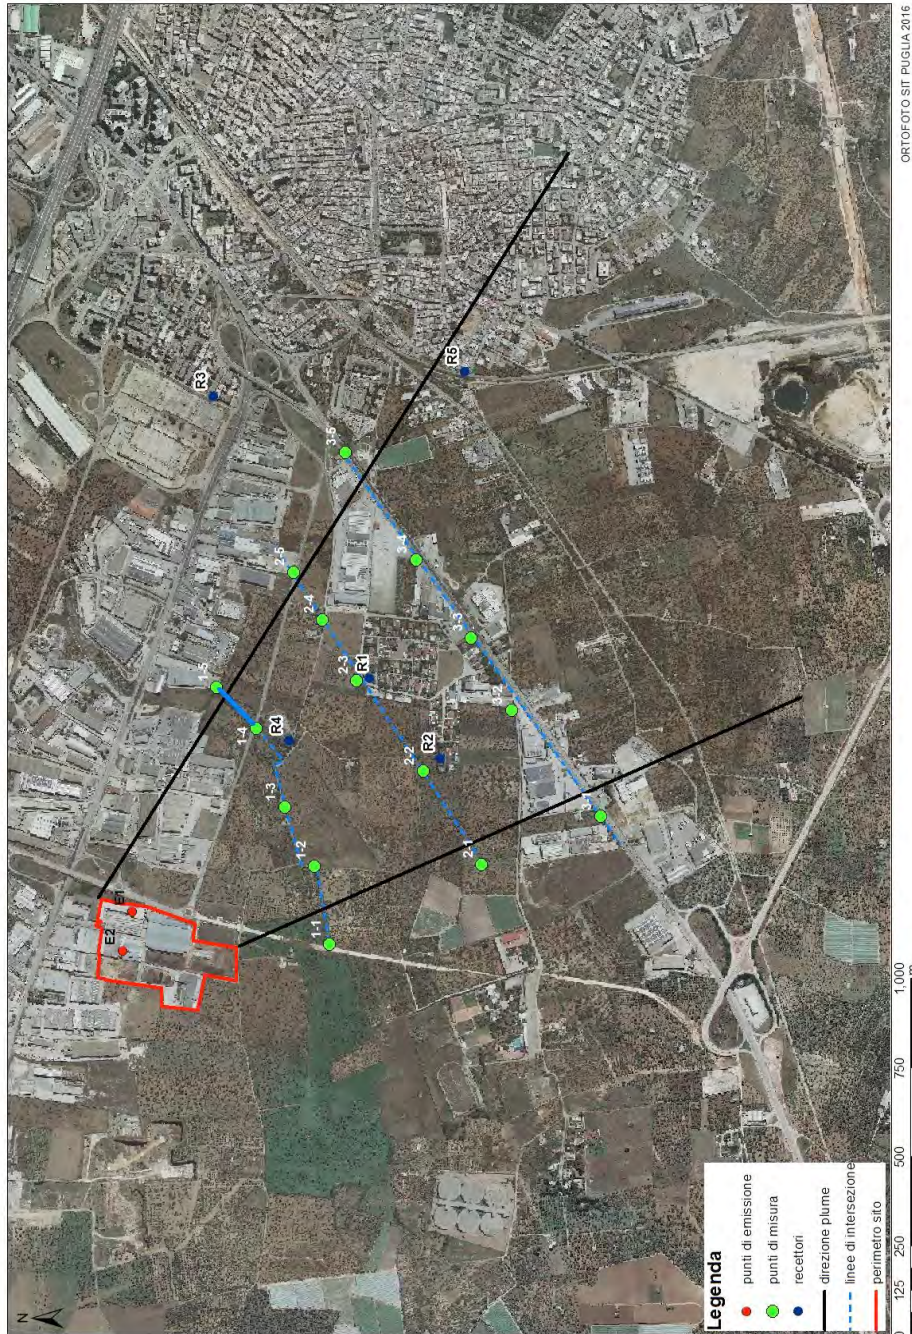 ORTOFOTO SIT PUGLIA 2016
R3
R5
3-5
2-5
3-4
2-4
3-3
1-5
2-3
R1
1-4
R4
3-2
R2
2-2
1-3
3-1
1-2
2-1
E1
E2
1-1
N
Legenda
punti di emissione
punti di misura
recettori
direzione plume
linee di intersezione
perimetro sito
0 125 250 500 750 1.000
m